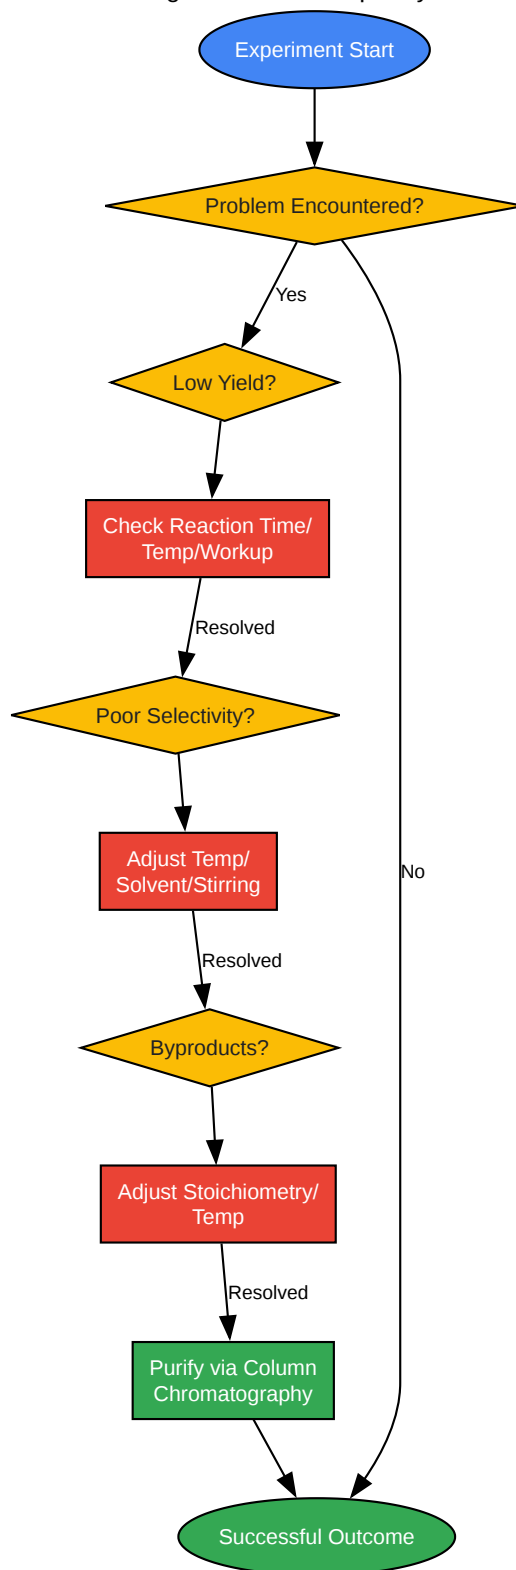 Experiment Start
Problem Encountered?
Yes
Low Yield?
Check Reaction Time/
Temp/Workup
Resolved
Poor Selectivity?
Adjust Temp/
Solvent/Stirring
No
Resolved
Byproducts?
Adjust Stoichiometry/
Temp
Resolved
Purify via Column
Chromatography
Successful Outcome